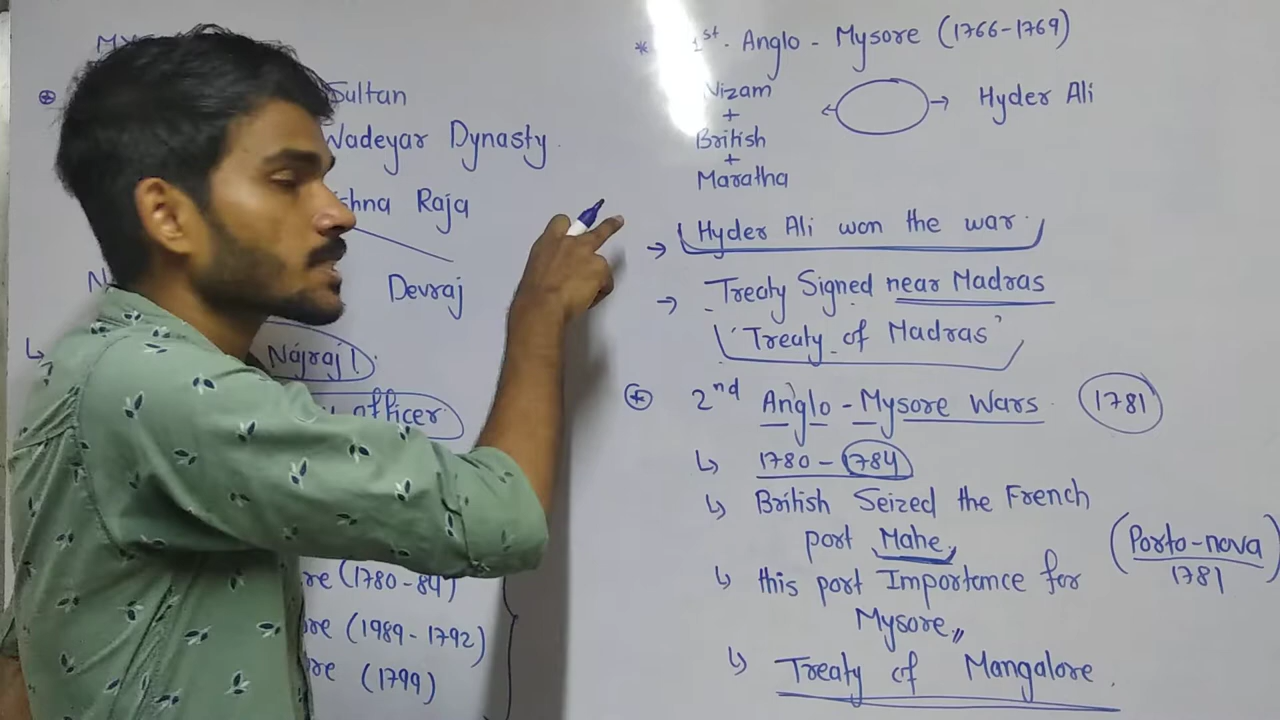 MY
Sultan
Wadeyar Dynasty
shna Raja
Devraj
N
Najraj
officer
re (1780-84)
ore (1989-1792)
re (1799)
* 1st. Anglo - Mysore (1766-1769)
Nizam
+
British
+
Maratha
Hyder Ali
→ Hyder Ali won the war.
→ Treaty Signed near Madras
'Treaty of Madras'
2nd Anglo-Mysore Wars 1781
↳ 1780-1784
↳ British Seized the French
port Mahe,
(Porto-nova
1781)
↳ this port Importance for
Mysore,,
↳ Treaty of Mangalore.